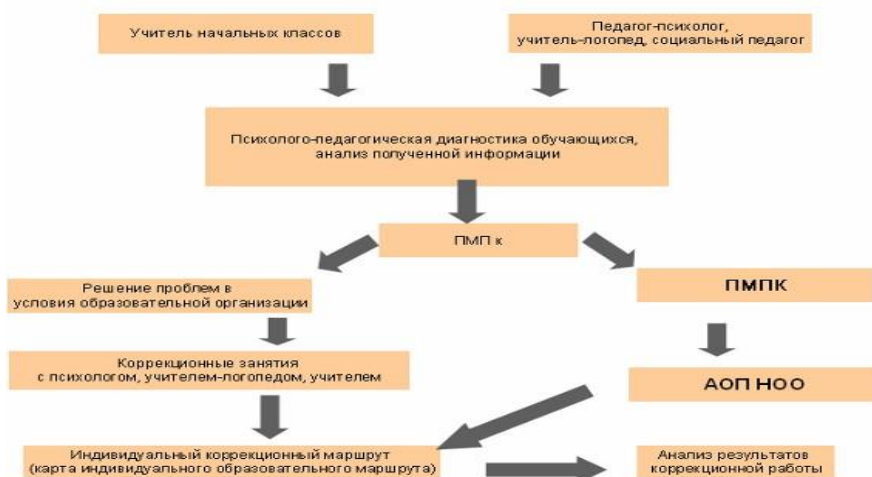 Учитель начальных классов
Педагог-психолог,
учитель-логопед, социальный педагог
Психолого-педагогическая диагностика обучающихся,
анализ полученной информации
ПМП к
Решение проблем в
условия образовательной организации
ПМПК
Коррекционные занятия
с психологом, учителем-логопедом, учителем
АОП НОО
Индивидуальный коррекционный маршрут
(карта индивидуального образовательного маршрута)
Анализ результатов
коррекционной работы